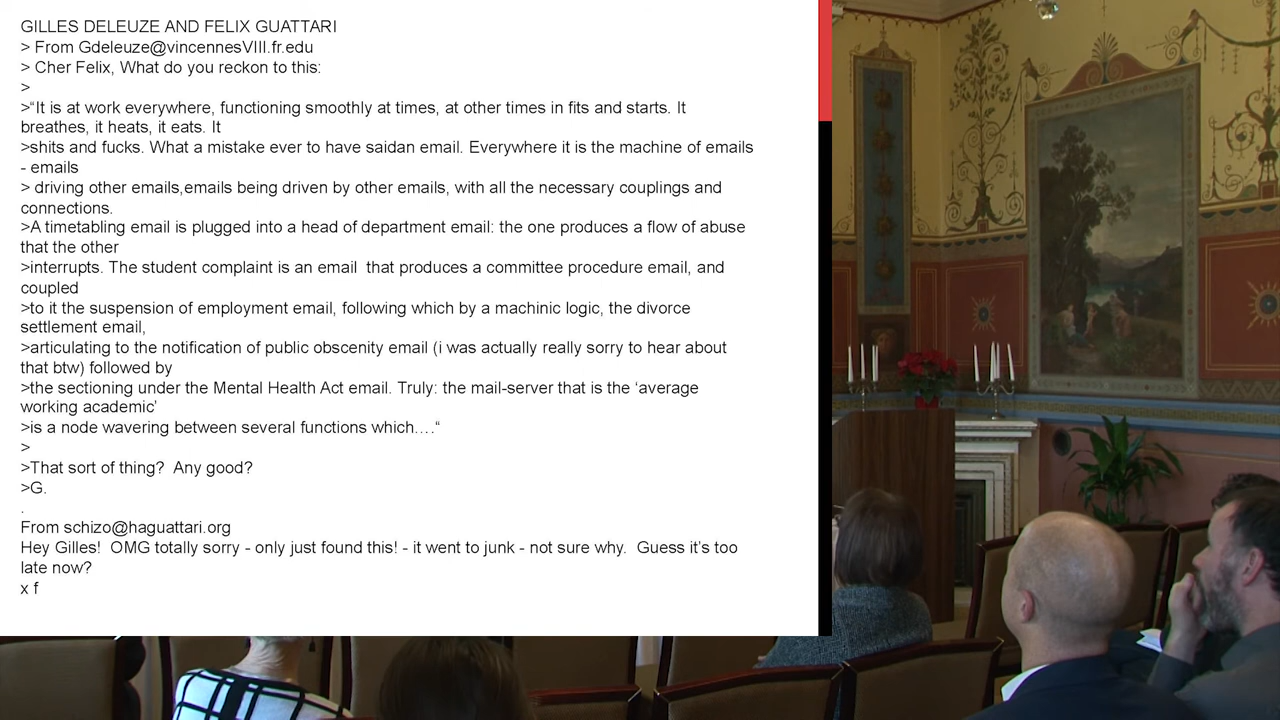 GILLES DELEUZE AND FELIX GUATTARI
> From Gdeleuze@vincennesVIII.fr.edu
> Cher Felix, What do you reckon to this:
>
>“It is at work everywhere, functioning smoothly at times, at other times in fits and starts. It
breathes, it heats, it eats. It
>shits and fucks. What a mistake ever to have saidan email. Everywhere it is the machine of emails
- emails
> driving other emails,emails being driven by other emails, with all the necessary couplings and
connections.
>A timetabling email is plugged into a head of department email: the one produces a flow of abuse
that the other
>interrupts. The student complaint is an email  that produces a committee procedure email, and
coupled
>to it the suspension of employment email, following which by a machinic logic, the divorce
settlement email,
>articulating to the notification of public obscenity email (i was actually really sorry to hear about
that btw) followed by
>the sectioning under the Mental Health Act email. Truly: the mail-server that is the ‘average
working academic’
>is a node wavering between several functions which….“
>
>That sort of thing?  Any good?
>G.
.
From schizo@haguattari.org
Hey Gilles!  OMG totally sorry - only just found this! - it went to junk - not sure why.  Guess it’s too
late now?
x f